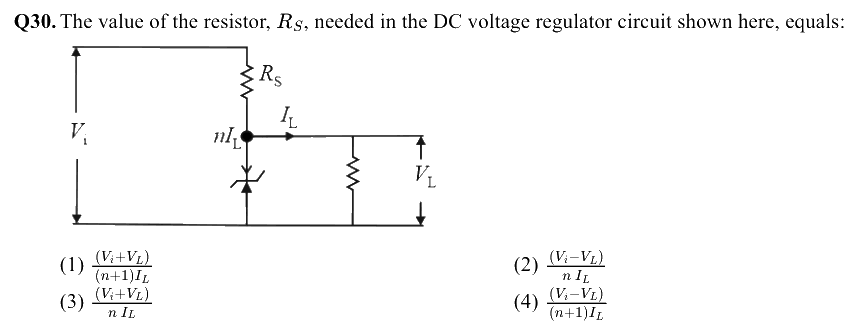 Q30. The value of the resistor, R_S, needed in the DC voltage regulator circuit shown here, equals:
R_S
I_L
V_i
nI_L
V_L
(1) (V_i+V_L)/(n+1)I_L
(2) (V_i−V_L)/n I_L
(3) (V_i+V_L)/n I_L
(4) (V_i−V_L)/(n+1)I_L